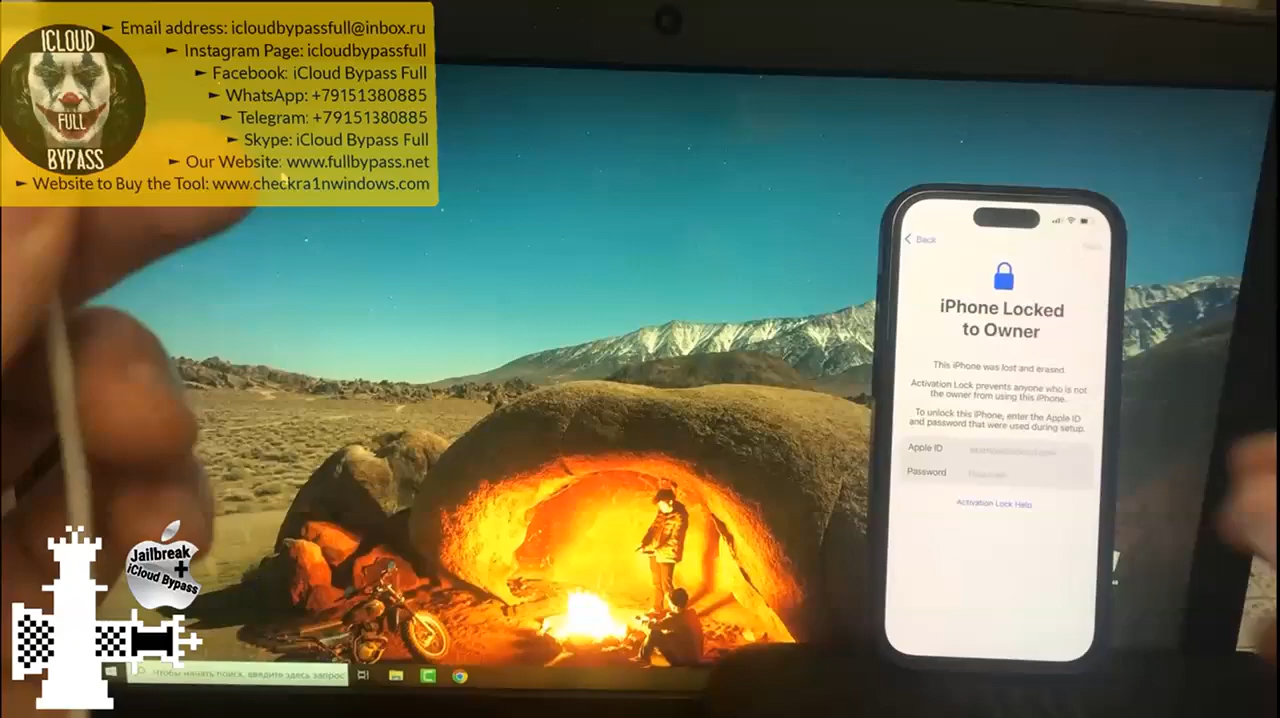 ► Email address: icloudbypassfull@inbox.ru
► Instagram Page: icloudbypassfull
► Facebook: iCloud Bypass Full
► WhatsApp: +79151380885
► Telegram: +79151380885
► Skype: iCloud Bypass Full
► Our Website: www.fullbypass.net
► Website to Buy the Tool: www.checkra1nwindows.com
ICLOUD
FULL
BYPASS
Back
iPhone Locked
to Owner
This iPhone was lost and erased.
Activation Lock prevents anyone who is not
the owner from using this iPhone.
To unlock this iPhone, enter the Apple ID
and password that were used during setup.
Apple ID
Password
Activation Lock Help
Jailbreak
+
iCloud Bypass
Чтобы начать поиск, введите здесь запрос